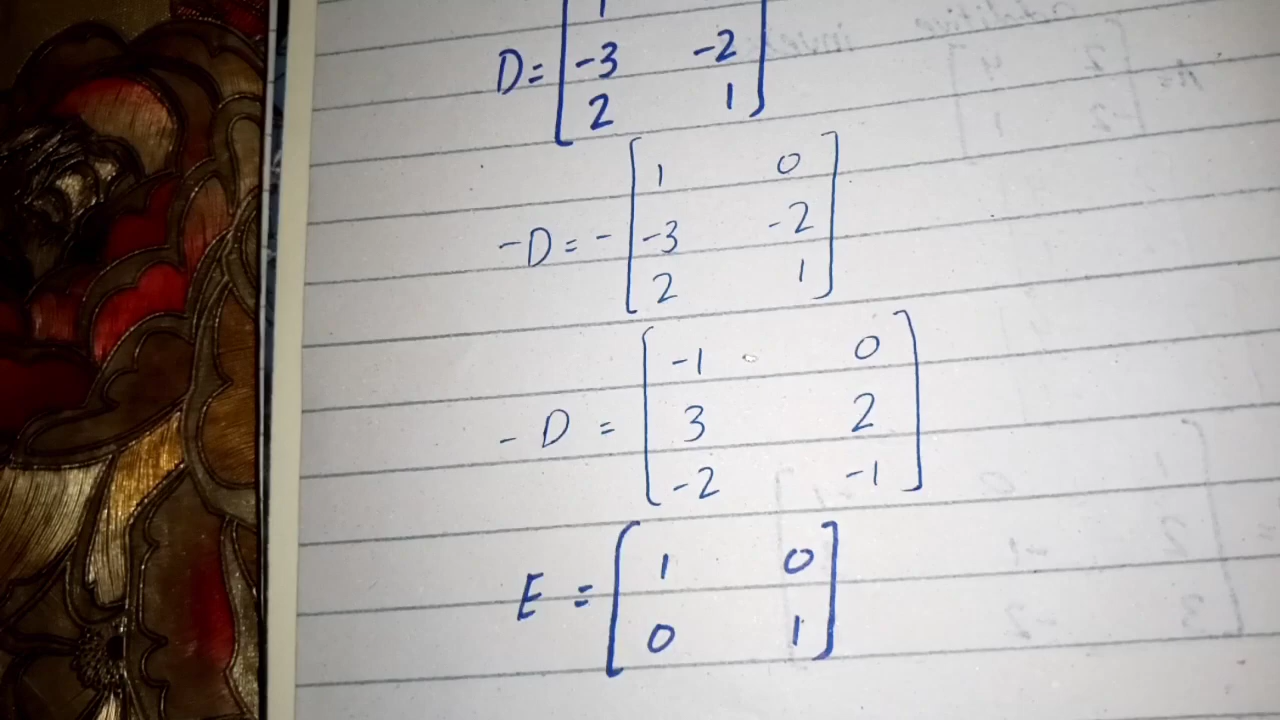 1
D = [-3 -2
2 1]
-D = - [1 0
-3 -2
2 1]
-D = [-1 0
3 2
-2 -1]
E = [1 0
0 1]